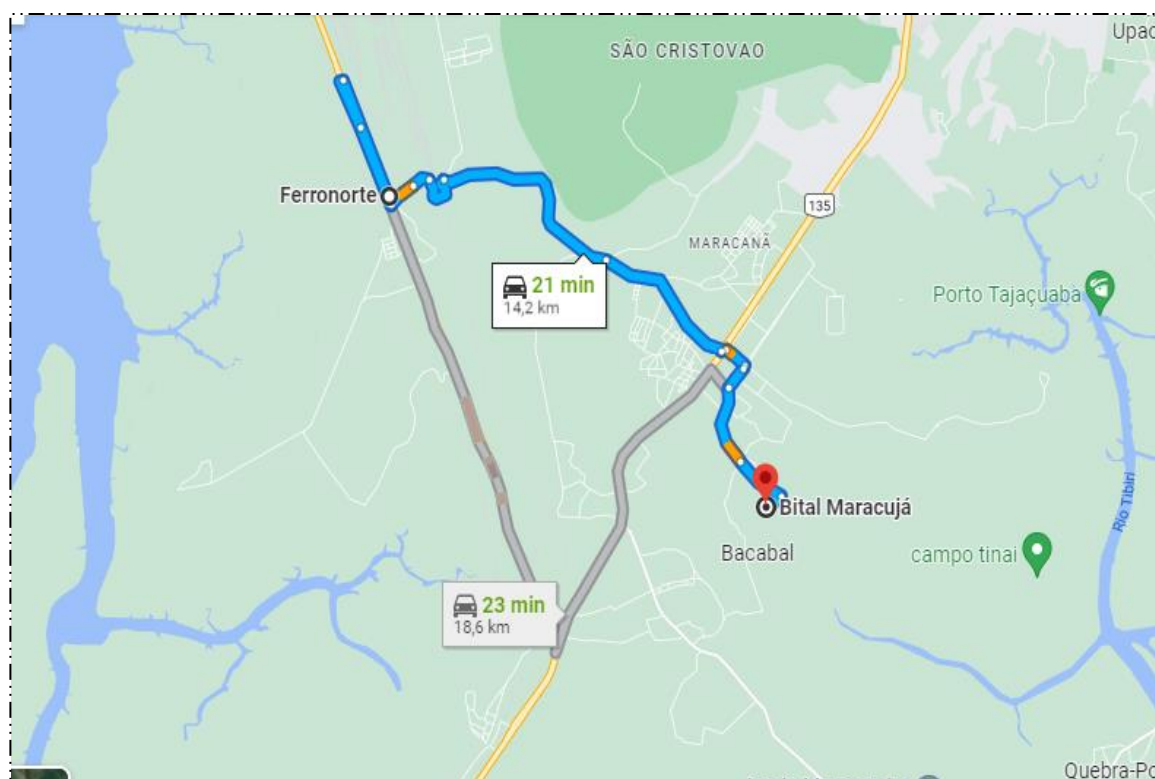 SÃO CRISTOVAO
Upao
Ferronorte
135
MARACANÃ
21 min
14,2 km
Porto Tajaçuaba
Bital Maracujá
Rio Tibiri
Bacabal
campo tinai
23 min
18,6 km
Quebra-Po